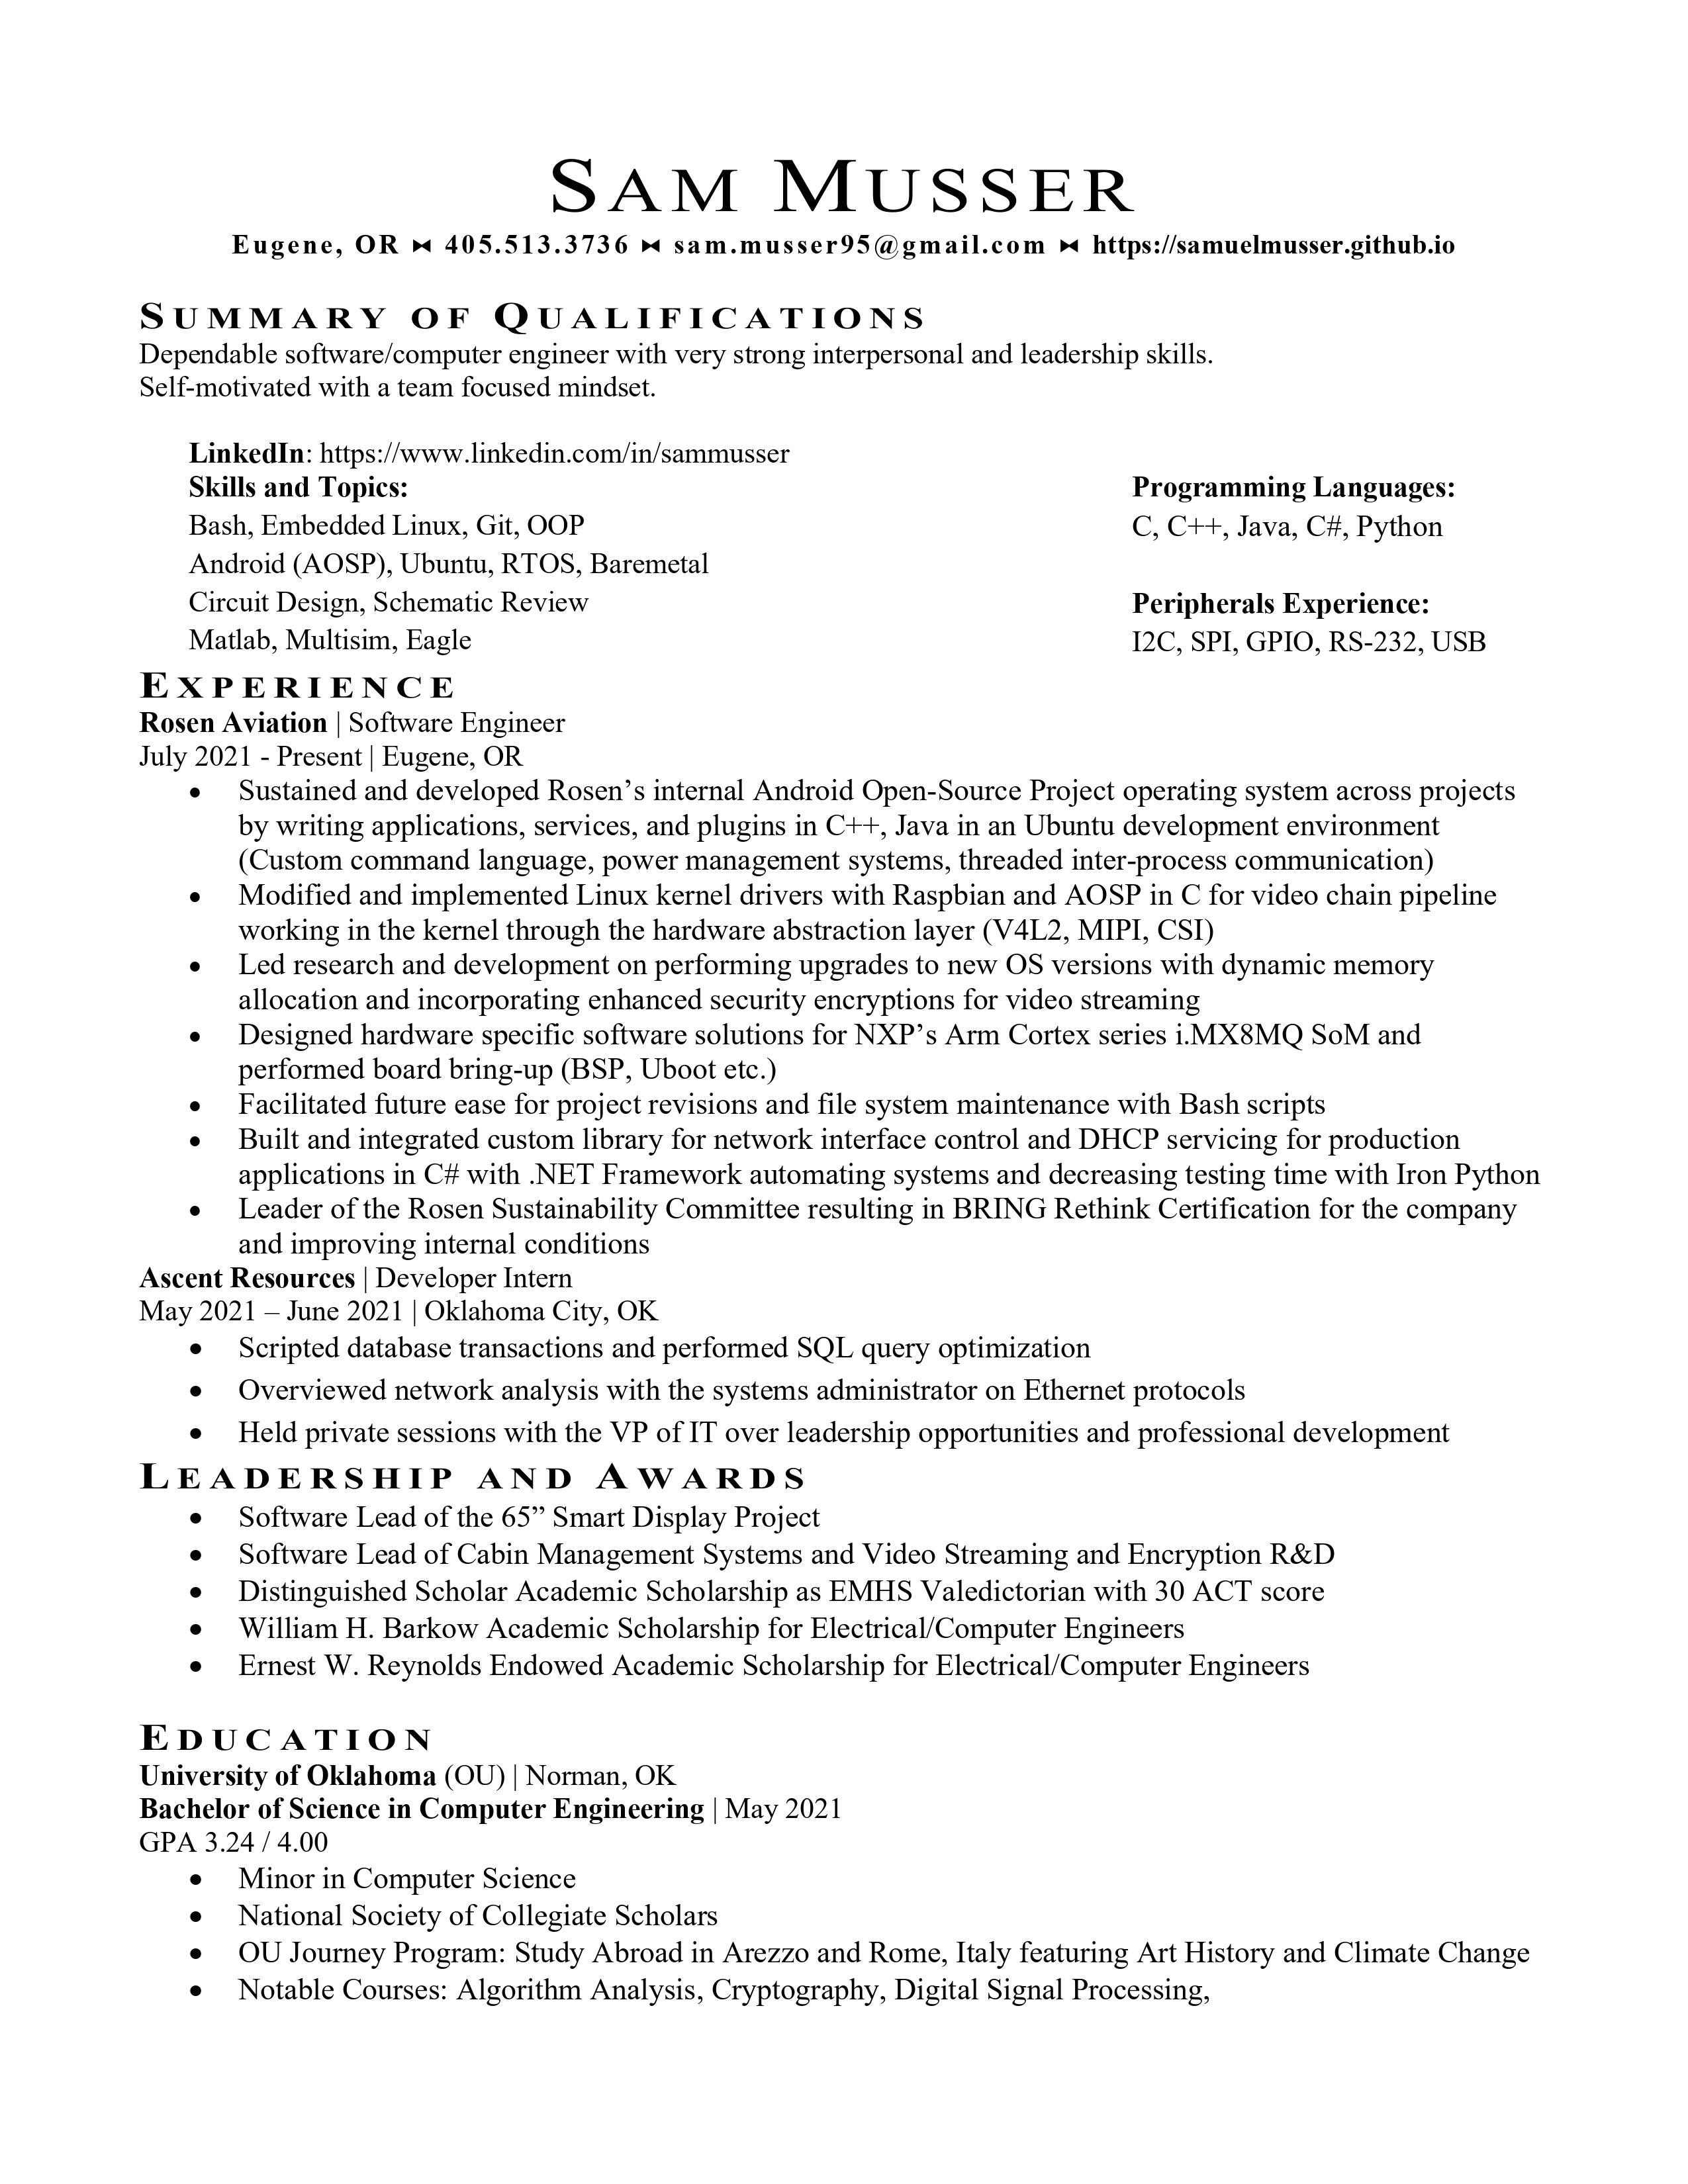 SAM MUSSER
Eugene, OR ⧓ 405.513.3736 ⧓ sam.musser95@gmail.com ⧓ https://samuelmusser.github.io
SUMMARY OF QUALIFICATIONS
Dependable software/computer engineer with very strong interpersonal and leadership skills.
Self-motivated with a team focused mindset.
LinkedIn: https://www.linkedin.com/in/sammusser
Skills and Topics:
Bash, Embedded Linux, Git, OOP
Android (AOSP), Ubuntu, RTOS, Baremetal
Circuit Design, Schematic Review
Matlab, Multisim, Eagle
Programming Languages:
C, C++, Java, C#, Python
Peripherals Experience:
I2C, SPI, GPIO, RS-232, USB
EXPERIENCE
Rosen Aviation | Software Engineer
July 2021 - Present | Eugene, OR
• Sustained and developed Rosen’s internal Android Open-Source Project operating system across projects
by writing applications, services, and plugins in C++, Java in an Ubuntu development environment
(Custom command language, power management systems, threaded inter-process communication)
• Modified and implemented Linux kernel drivers with Raspbian and AOSP in C for video chain pipeline
working in the kernel through the hardware abstraction layer (V4L2, MIPI, CSI)
• Led research and development on performing upgrades to new OS versions with dynamic memory
allocation and incorporating enhanced security encryptions for video streaming
• Designed hardware specific software solutions for NXP’s Arm Cortex series i.MX8MQ SoM and
performed board bring-up (BSP, Uboot etc.)
• Facilitated future ease for project revisions and file system maintenance with Bash scripts
• Built and integrated custom library for network interface control and DHCP servicing for production
applications in C# with .NET Framework automating systems and decreasing testing time with Iron Python
• Leader of the Rosen Sustainability Committee resulting in BRING Rethink Certification for the company
and improving internal conditions
Ascent Resources | Developer Intern
May 2021 – June 2021 | Oklahoma City, OK
• Scripted database transactions and performed SQL query optimization
• Overviewed network analysis with the systems administrator on Ethernet protocols
• Held private sessions with the VP of IT over leadership opportunities and professional development
LEADERSHIP AND AWARDS
• Software Lead of the 65” Smart Display Project
• Software Lead of Cabin Management Systems and Video Streaming and Encryption R&D
• Distinguished Scholar Academic Scholarship as EMHS Valedictorian with 30 ACT score
• William H. Barkow Academic Scholarship for Electrical/Computer Engineers
• Ernest W. Reynolds Endowed Academic Scholarship for Electrical/Computer Engineers
EDUCATION
University of Oklahoma (OU) | Norman, OK
Bachelor of Science in Computer Engineering | May 2021
GPA 3.24 / 4.00
• Minor in Computer Science
• National Society of Collegiate Scholars
• OU Journey Program: Study Abroad in Arezzo and Rome, Italy featuring Art History and Climate Change
• Notable Courses: Algorithm Analysis, Cryptography, Digital Signal Processing,